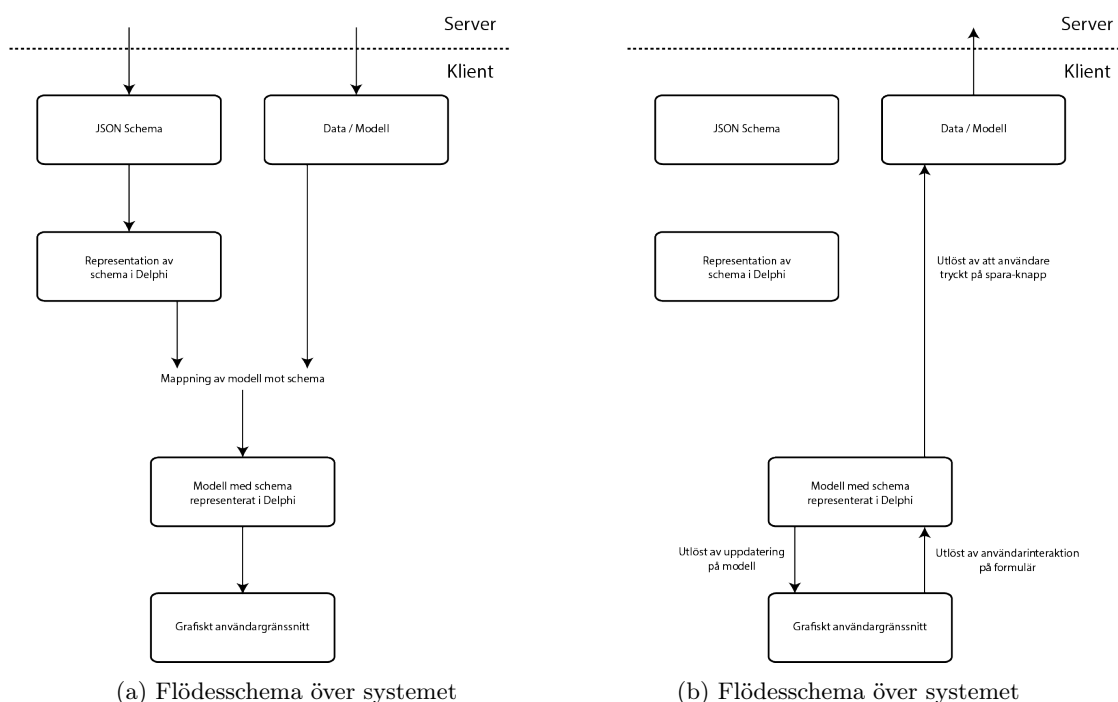 Server
Klient
JSON Schema
Data / Modell
Representation av
schema i Delphi
Mappning av modell mot schema
Modell med schema
representerat i Delphi
Grafiskt användargränssnitt
(a) Flödesschema över systemet
Server
Klient
JSON Schema
Data / Modell
Representation av
schema i Delphi
Utlöst av att användare
tryckt på spara-knapp
Modell med schema
representerat i Delphi
Utlöst av uppdatering
på modell
Utlöst av användarinteraktion
på formulär
Grafiskt användargränssnitt
(b) Flödesschema över systemet